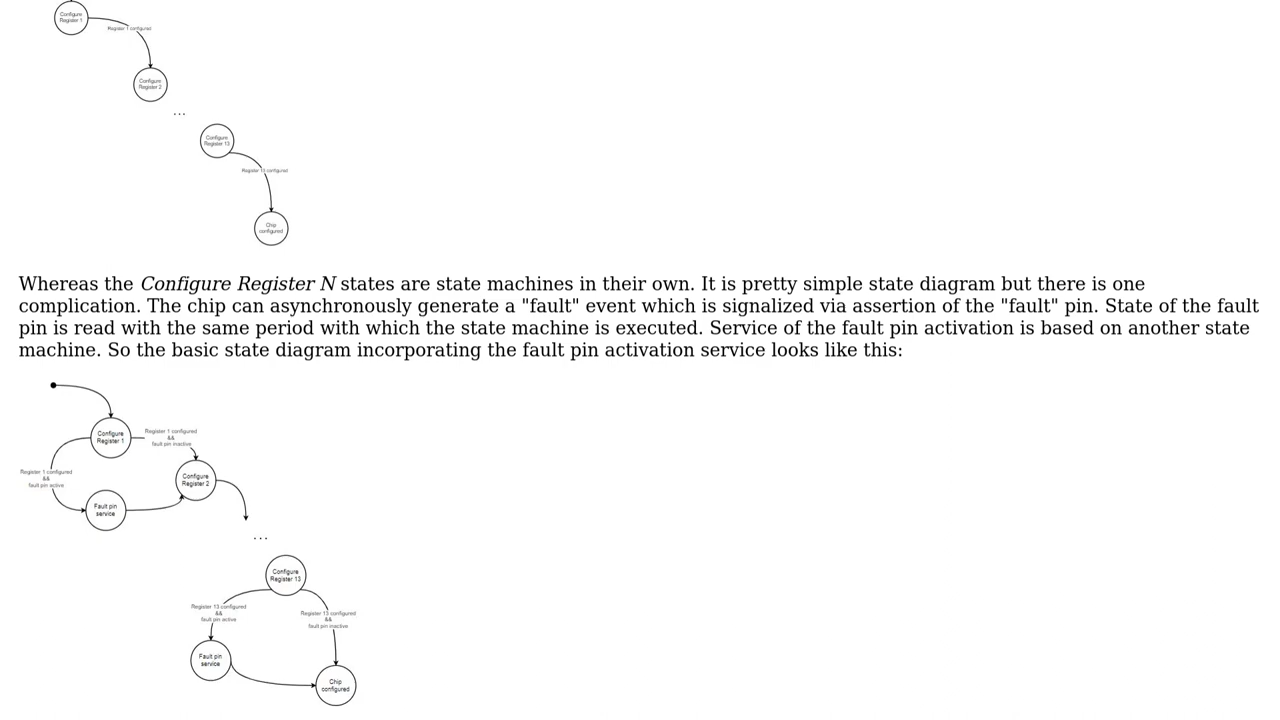 Configure
Register 1
Register 1 configured
Configure
Register 2
...
Configure
Register 13
Register 13 configured
Chip
configured
Whereas the Configure Register N states are state machines in their own. It is pretty simple state diagram but there is one
complication. The chip can asynchronously generate a "fault" event which is signalized via assertion of the "fault" pin. State of the fault
pin is read with the same period with which the state machine is executed. Service of the fault pin activation is based on another state
machine. So the basic state diagram incorporating the fault pin activation service looks like this:
Configure
Register 1
Register 1 configured
&&
fault pin inactive
Register 1 configured
&&
fault pin active
Configure
Register 2
Fault pin
service
...
Configure
Register 13
Register 13 configured
&&
fault pin active
Register 13 configured
&&
fault pin inactive
Fault pin
service
Chip
configured